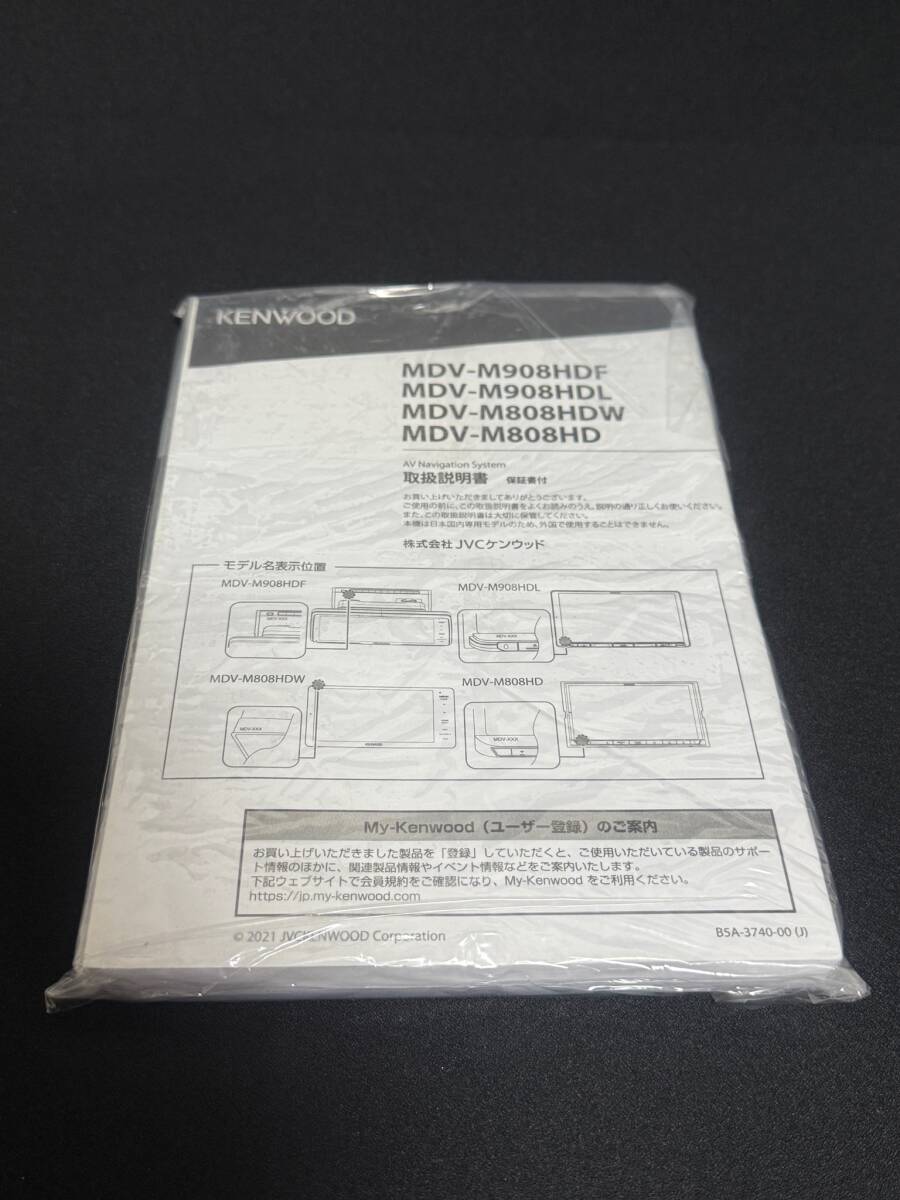 KENWOOD
MDV-M908HDF
MDV-M908HDL
MDV-M808HDW
MDV-M808HD
AV Navigation System
取扱説明書 保証書付
お買い上げいただきましてありがとうございます。
ご使用の前に、この取扱説明書をよくお読みのうえ、説明の通り正しくお使いください。
また、この取扱説明書は大切に保管してください。
本機は日本国内専用モデルのため、外国で使用することはできません。
株式会社 JVCケンウッド
モデル名表示位置
MDV-M908HDF
MDV-XXX
MDV-M908HDL
MDV-XXX
MDV-M808HDW
MDV-XXX
KENWOOD
MDV-M808HD
MDV-XXX
My-Kenwood（ユーザー登録）のご案内
お買い上げいただきました製品を「登録」していただくと、ご使用いただいている製品のサポー
ト情報のほかに、関連製品情報やイベント情報などをご案内いたします。
下記ウェブサイトで会員規約をご確認になり、My-Kenwood をご利用ください。
https://jp.my-kenwood.com
© 2021 JVCKENWOOD Corporation
B5A-3740-00 (J)